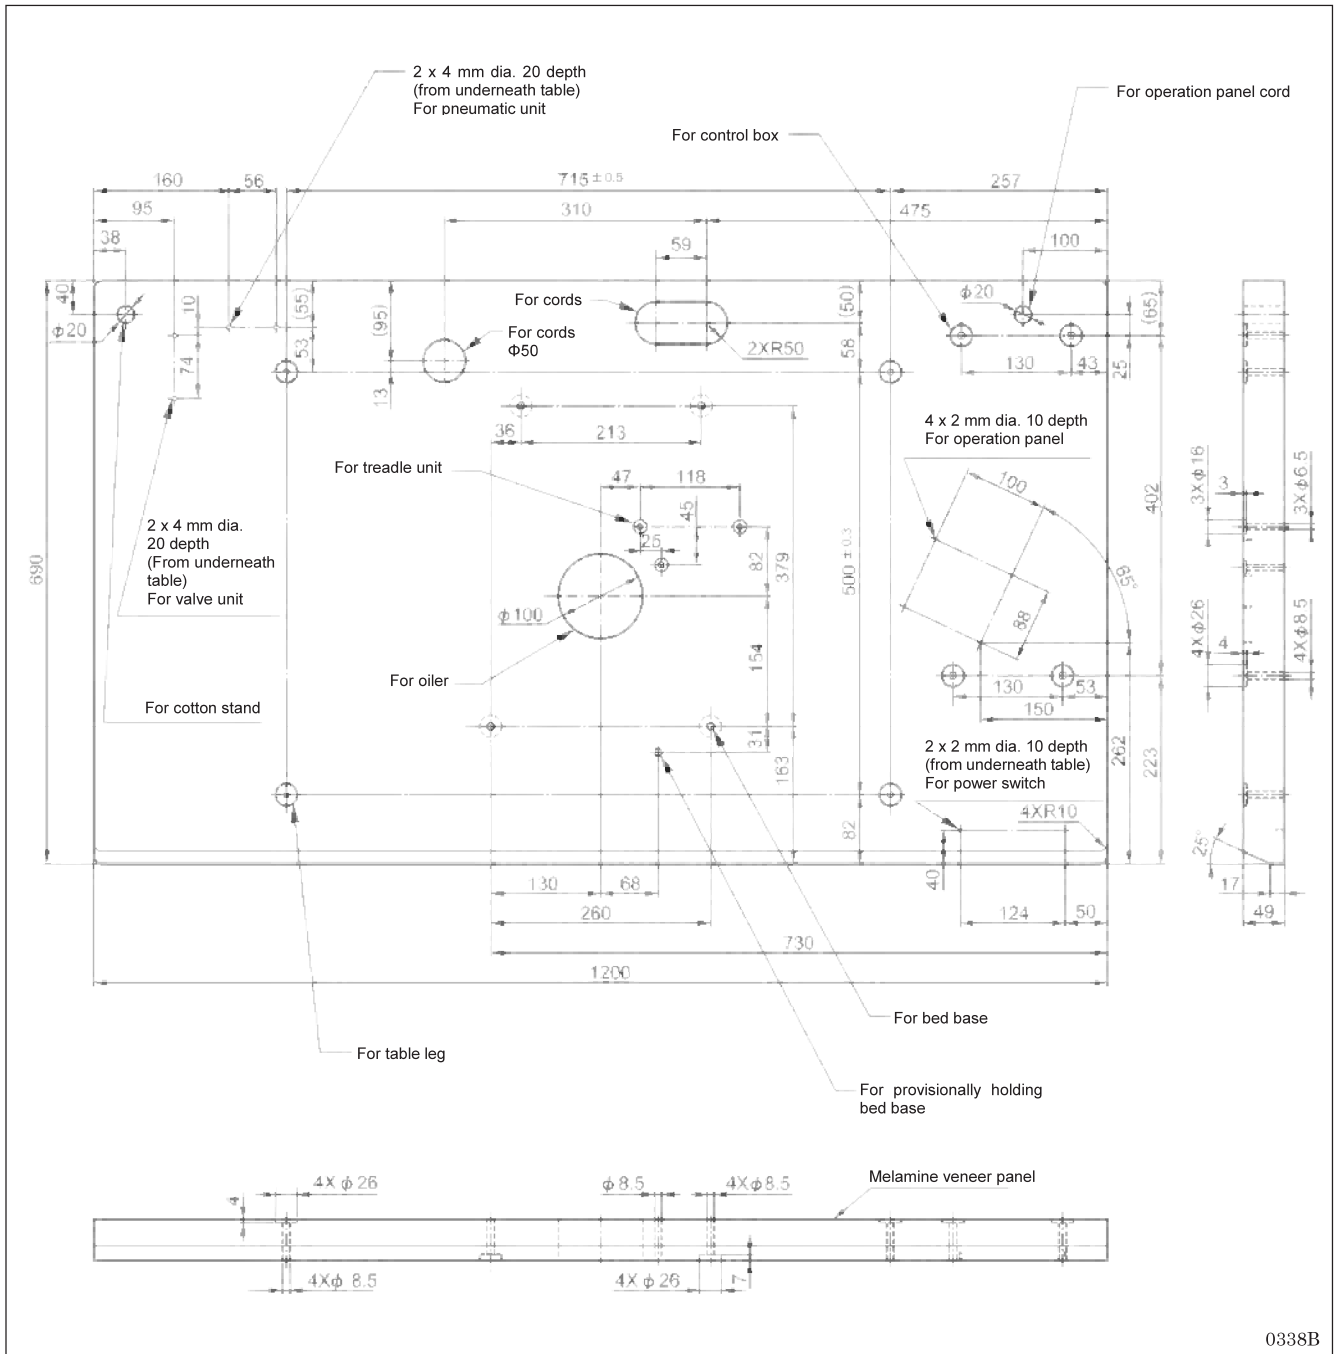 2 x 4 mm dia. 20 depth
(from underneath table)
For pneumatic unit
For operation panel cord
For control box
160
56
715 ± 0.5
257
95
310
475
38
59
100
40
φ20
10
74
(55)
53
(95)
13
For cords
For cords
Φ50
2XR50
(50)
58
φ20
130
43
25
(65)
36
213
4 x 2 mm dia. 10 depth
For operation panel
For treadle unit
47
118
45
25
100
65°
88
402
3Xφ16
3
3Xφ6.5
2 x 4 mm dia.
20 depth
(From underneath
table)
For valve unit
690
φ100
82
379
500 ± 0.3
154
4Xφ26
4
4Xφ8.5
For oiler
For cotton stand
130
53
150
31
163
262
223
2 x 2 mm dia. 10 depth
(from underneath table)
For power switch
4XR10
82
40
25°
17
49
130
68
260
124
50
730
1200
For bed base
For table leg
For provisionally holding
bed base
Melamine veneer panel
4
4X φ 26
φ 8.5
4Xφ8.5
4Xφ 8.5
4X φ 26
7
0338B